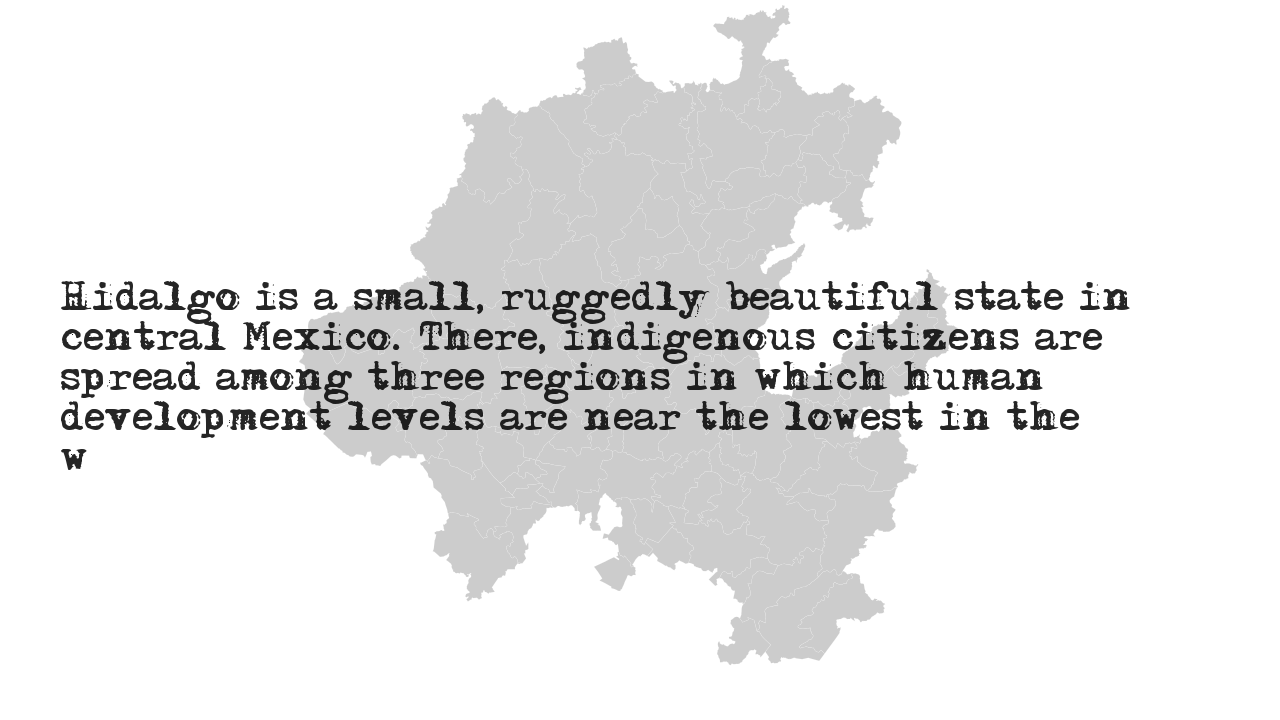 Hidalgo is a small, ruggedly beautiful state in
central Mexico. There, indigenous citizens are
spread among three regions in which human
development levels are near the lowest in the
w